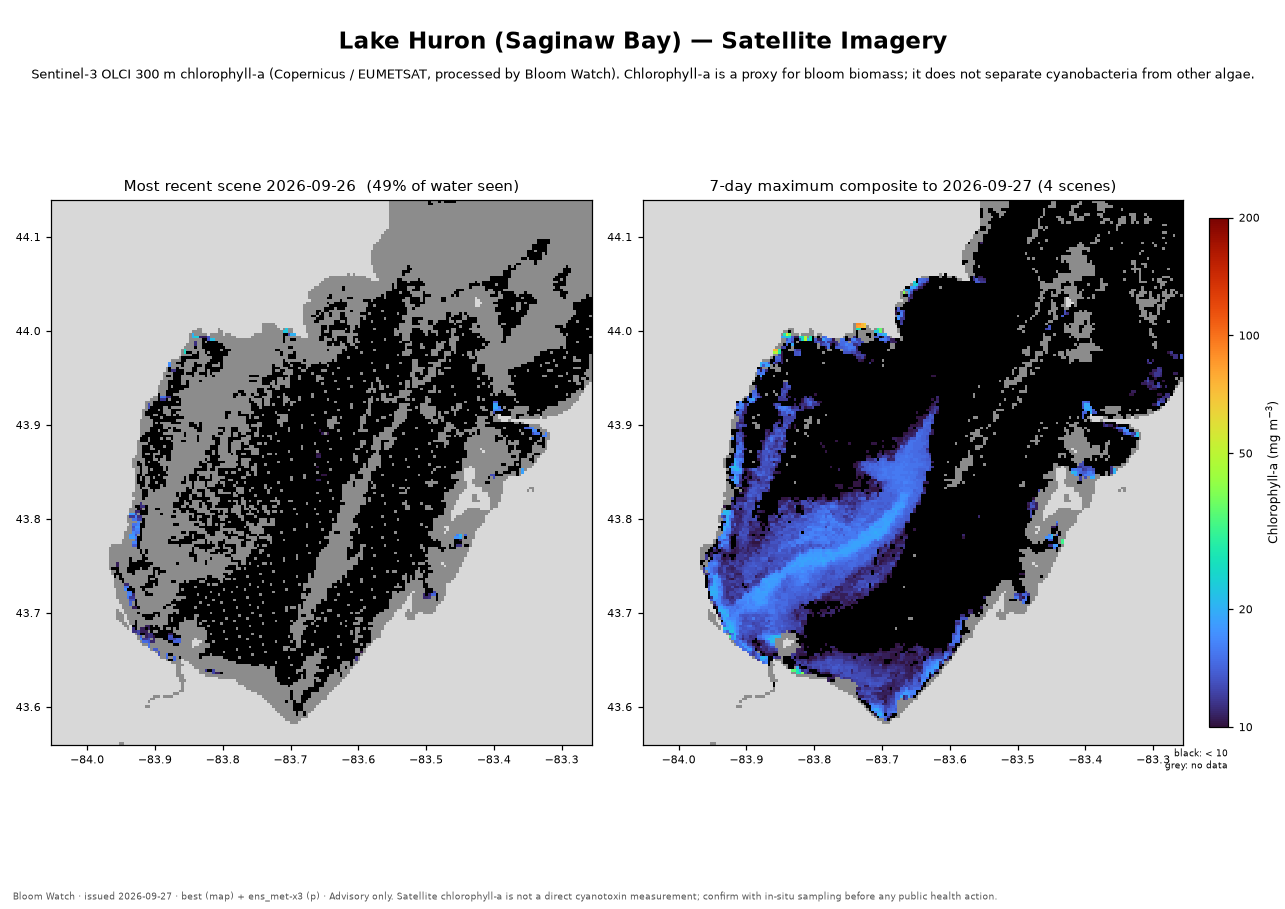 Lake Huron (Saginaw Bay) — Satellite Imagery
Sentinel-3 OLCI 300 m chlorophyll-a (Copernicus / EUMETSAT, processed by Bloom Watch). Chlorophyll-a is a proxy for bloom biomass; it does not separate cyanobacteria from other algae.
Most recent scene 2026-09-26 (49% of water seen)
44.1
44.0
43.9
43.8
43.7
43.6
−84.0 −83.9 −83.8 −83.7 −83.6 −83.5 −83.4 −83.3
7-day maximum composite to 2026-09-27 (4 scenes)
44.1
44.0
43.9
43.8
43.7
43.6
−84.0 −83.9 −83.8 −83.7 −83.6 −83.5 −83.4 −83.3
200
100
50
20
10
Chlorophyll-a (mg m⁻³)
black: < 10
grey: no data
Bloom Watch · issued 2026-09-27 · best (map) + ens_met-x3 (p) · Advisory only. Satellite chlorophyll-a is not a direct cyanotoxin measurement; confirm with in-situ sampling before any public health action.